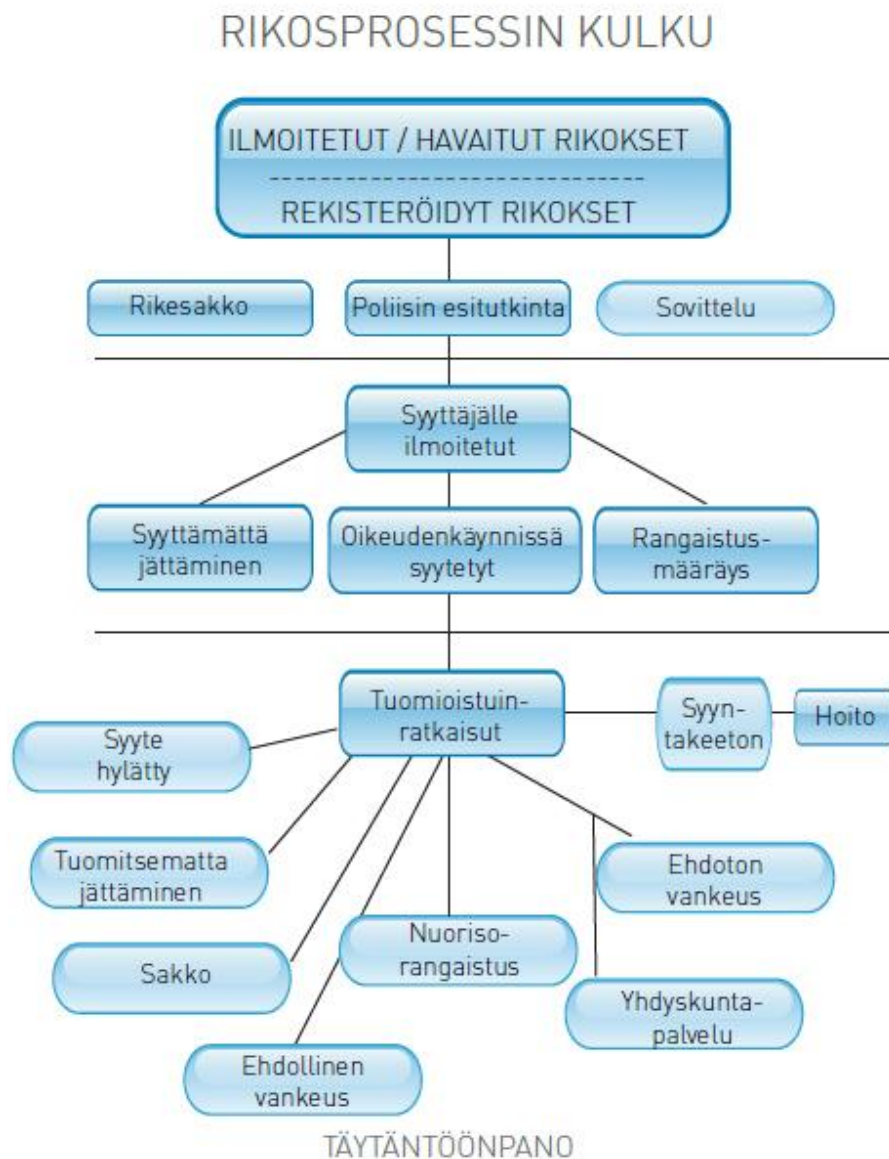 RIKOSPROSESSIN KULKU
ILMOITETUT / HAVAITUT RIKOKSET
------------------------------
REKISTERÖIDYT RIKOKSET
Rikesakko
Poliisin esitutkinta
Sovittelu
Syyttäjälle
ilmoitetut
Syyttämättä
jättäminen
Oikeudenkäynnissä
syytetyt
Rangaistus-
määräys
Tuomioistuin-
ratkaisut
Syyn-
takeeton
Hoito
Syyte
hylätty
Tuomitsematta
jättäminen
Ehdoton
vankeus
Sakko
Nuoriso-
rangaistus
Yhdyskunta-
palvelu
Ehdollinen
vankeus
TÄYTÄNTÖÖNPANO